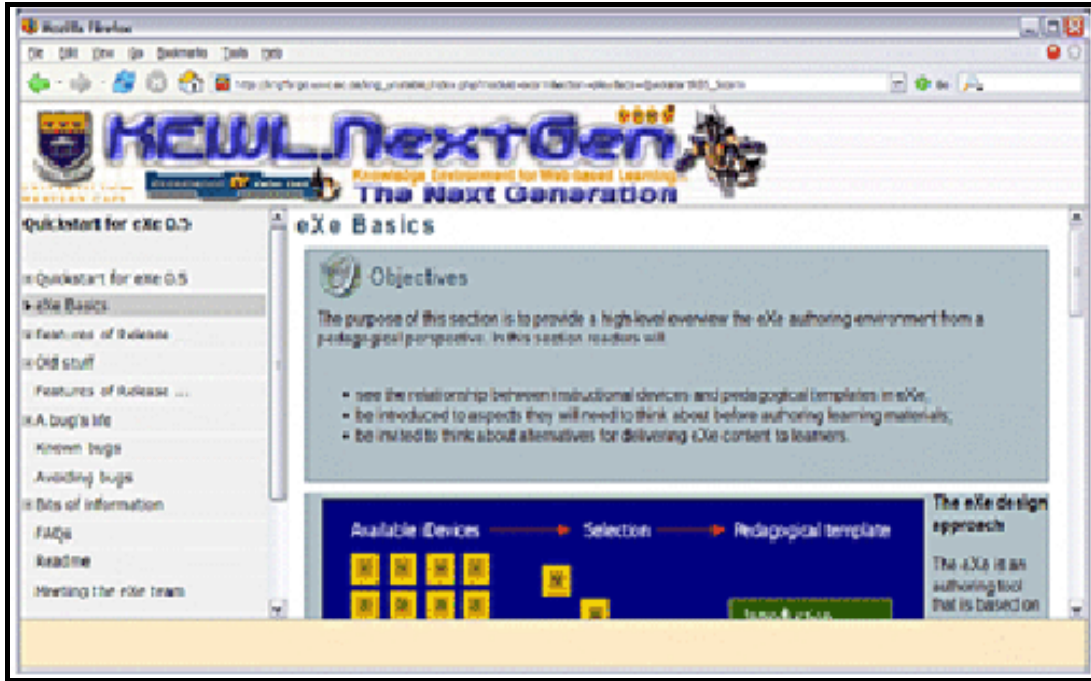 Mozilla Firefox
File Edit View Go Bookmarks Tools Help
KEWL.NextGen
Knowledge Environment for Web-based Learning
The Next Generation
Quickstart for eXe 0.5
Quickstart for eXe 0.5
eXe Basics
Features of Release
Old stuff
Features of Release ...
A bug's life
Known bugs
Avoiding bugs
Bits of information
FAQs
Readme
Meeting the eXe team
eXe Basics
Objectives
The purpose of this section is to provide a high-level overview the eXe authoring environment from a
pedagogical perspective. In this section readers will:
see the relationship between instructional devices and pedagogical templates in eXe;
be introduced to aspects they will need to think about before authoring learning materials;
be invited to think about alternatives for delivering eXe content to learners.
Available iDevices
Selection
Pedagogical template
The eXe design
approach
The eXe is an
authoring tool
that is based on